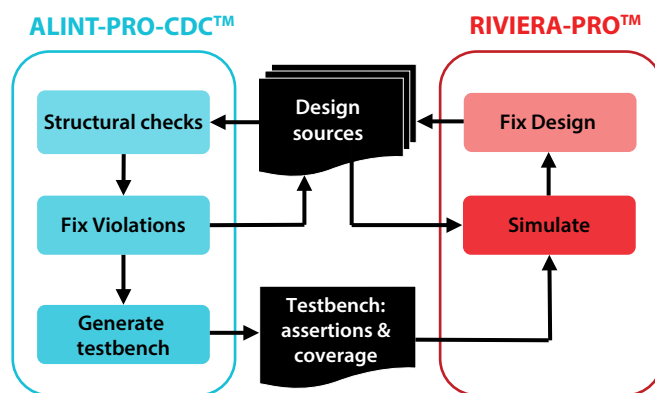 ALINT-PRO-CDC™
RIVIERA-PRO™
Structural checks
Design
sources
Fix Design
Fix Violations
Simulate
Generate
testbench
Testbench:
assertions &
coverage